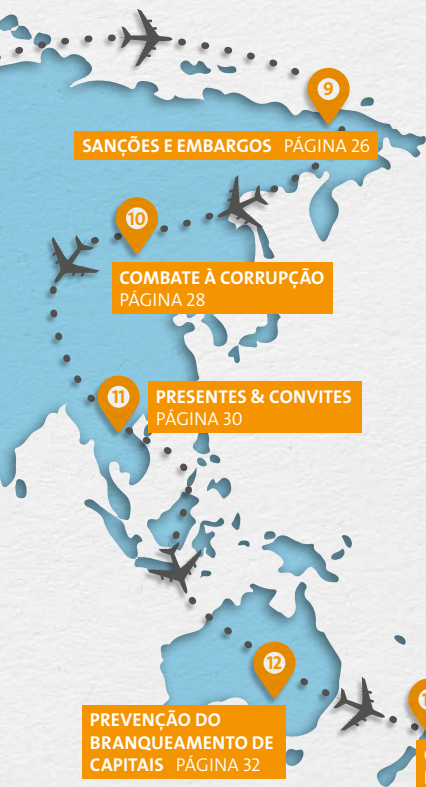 9
SANÇÕES E EMBARGOS PÁGINA 26
10
COMBATE À CORRUPÇÃO
PÁGINA 28
11
PRESENTES & CONVITES
PÁGINA 30
12
PREVENÇÃO DO
BRANQUEAMENTO DE
CAPITAIS PÁGINA 32